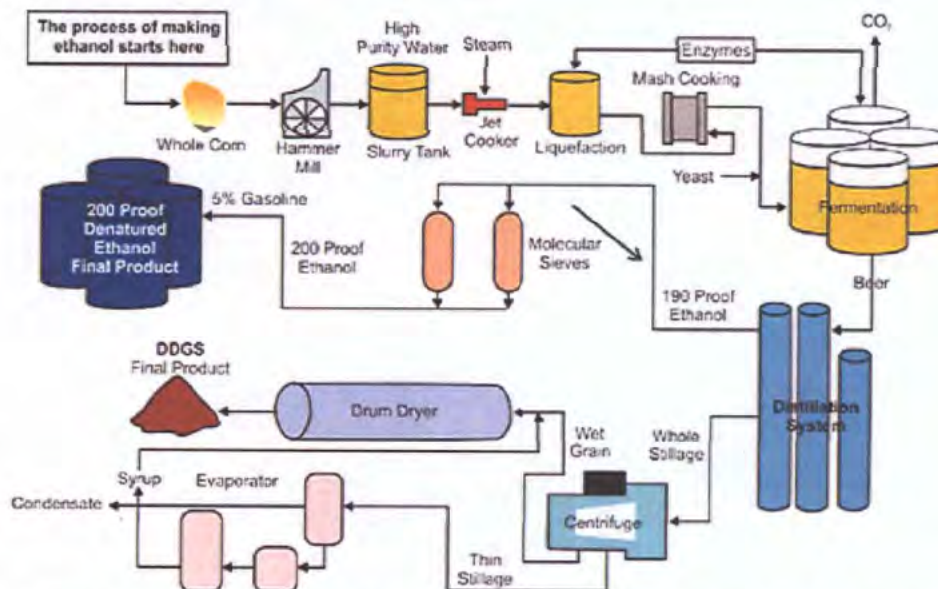 The process of making
ethanol starts here
High
Purity Water
Steam
Enzymes
CO₂
Mash Cooking
Whole Corn
Hammer
Mill
Slurry Tank
Jet
Cooker
Liquefaction
Yeast
Fermentation
5% Gasoline
200 Proof
Denatured
Ethanol
Final Product
200 Proof
Ethanol
Molecular
Sieves
190 Proof
Ethanol
Beer
DDGS
Final Product
Drum Dryer
Wet
Grain
Whole
Stillage
Distillation
System
Syrup
Evaporator
Condensate
Centrifuge
Thin
Stillage